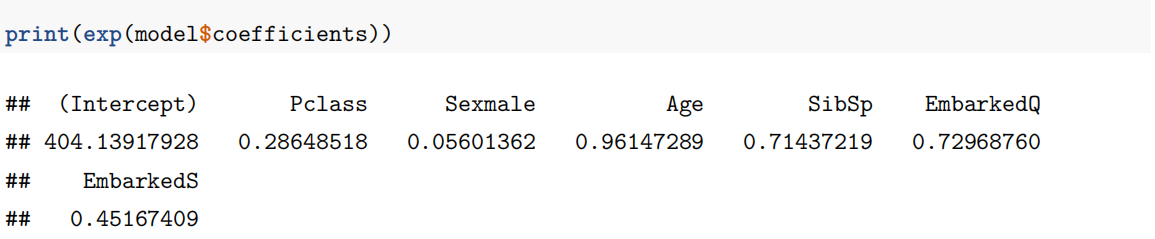 print(exp(model$coefficients))
## (Intercept) Pclass Sexmale Age SibSp EmbarkedQ
## 404.13917928 0.28648518 0.05601362 0.96147289 0.71437219 0.72968760
## EmbarkedS
## 0.45167409